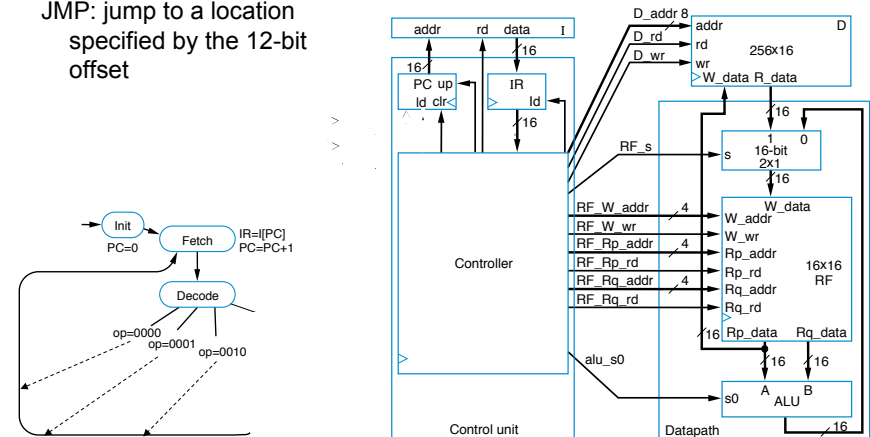 JMP: jump to a location
specified by the 12-bit
offset
Init
PC=0
Fetch
IR=I[PC]
PC=PC+1
Decode
op=0000
op=0001
op=0010
>
>
addr rd data I
16
16
PC up
ld clr
IR
ld
16
Controller
Control unit
D_addr 8
D_rd
D_wr
addr
rd
wr
D
256x16
W_data R_data
16
RF_s
s
1 0
16-bit
2x1
16
RF_W_addr 4
RF_W_wr
RF_Rp_addr 4
RF_Rp_rd
RF_Rq_addr 4
RF_Rq_rd
W_data
W_addr
W_wr
Rp_addr
Rp_rd
Rq_addr
Rq_rd
16x16
RF
Rp_data Rq_data
16
16
16
alu_s0
s0
A B
ALU
16
Datapath